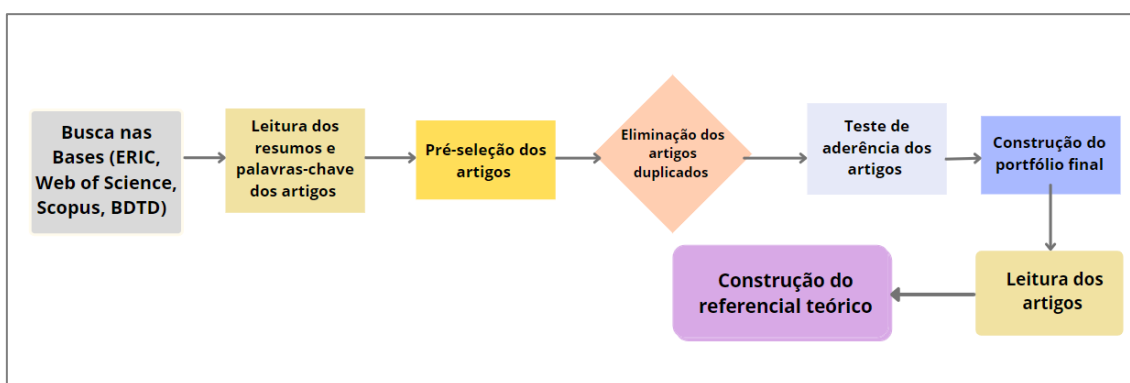 Busca nas
Bases (ERIC,
Web of Science,
Scopus, BDTD)
Leitura dos
resumos e
palavras-chave
dos artigos
Pré-seleção dos
artigos
Eliminação dos
artigos
duplicados
Teste de
aderência dos
artigos
Construção do
portfólio final
Leitura dos
artigos
Construção do
referencial teórico